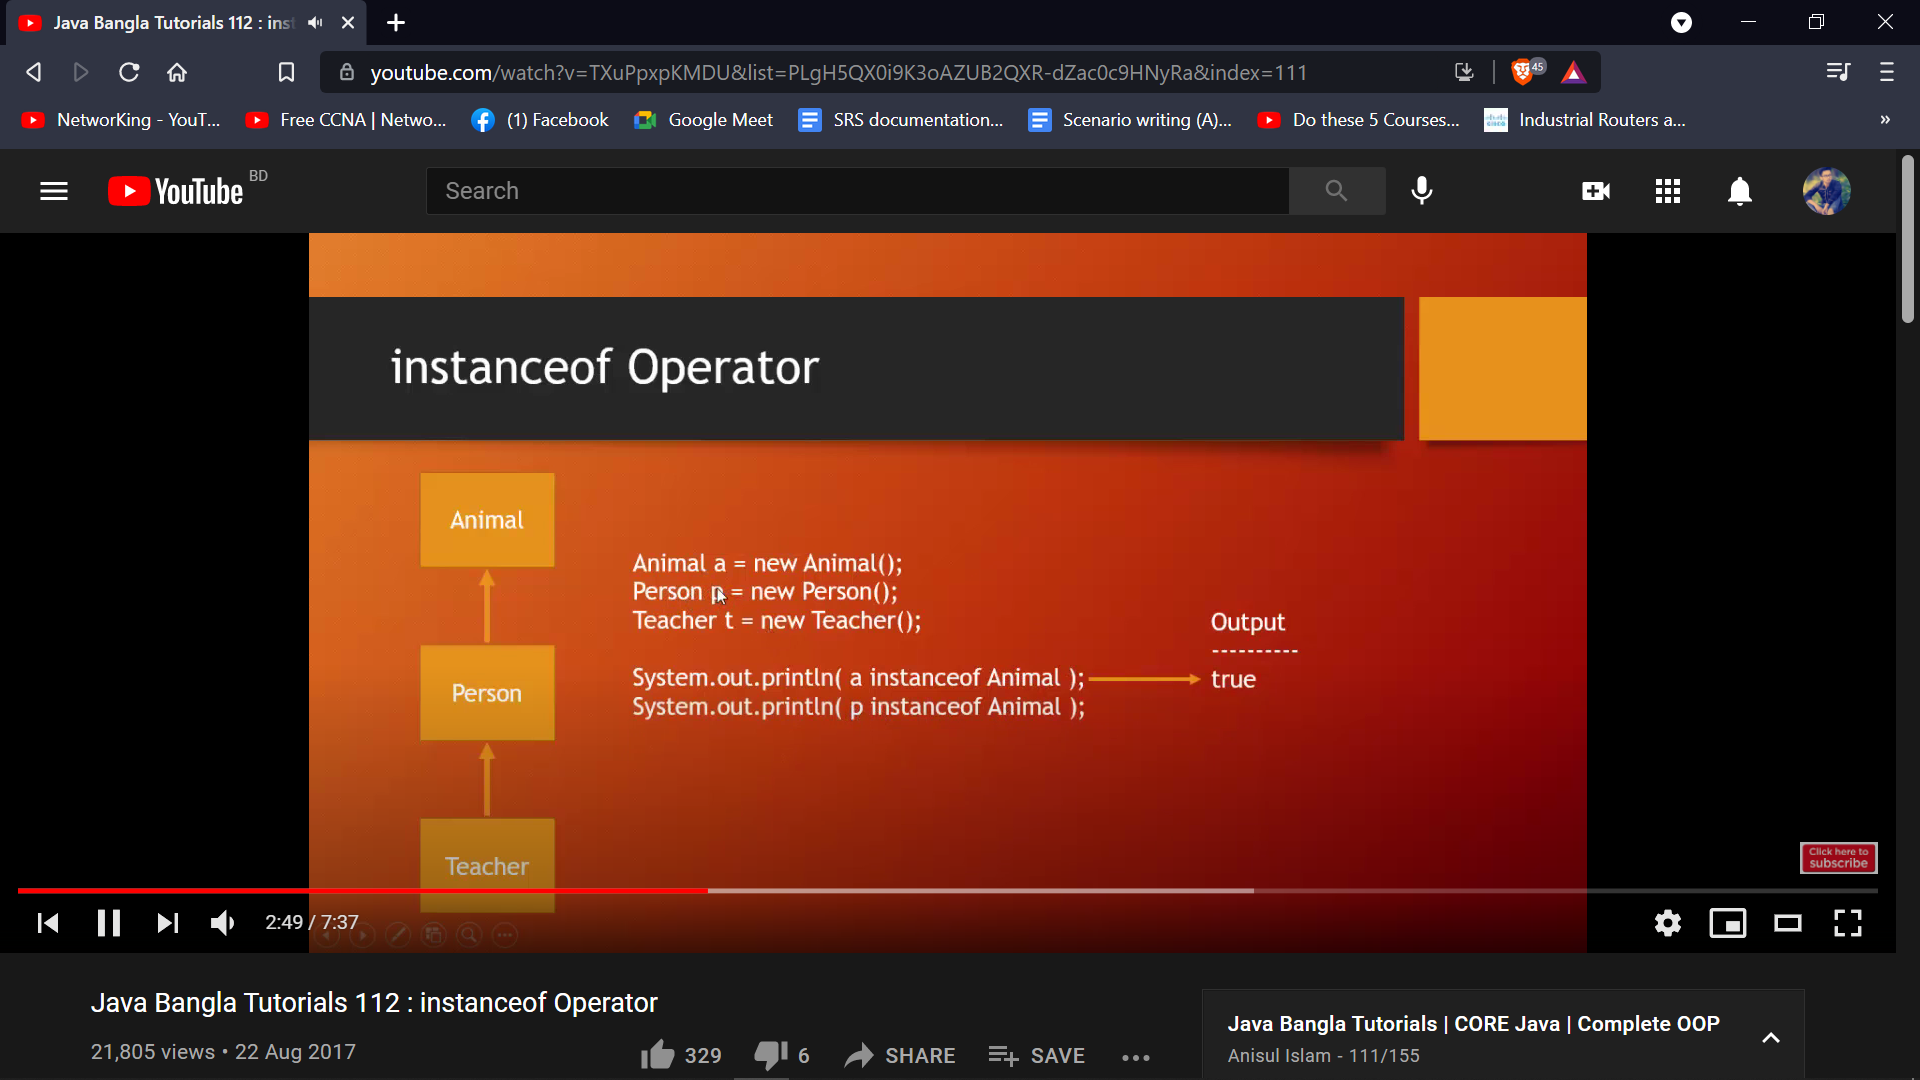 Java Bangla Tutorials 112 : inst
youtube.com/watch?v=TXuPpxpKMDU&list=PLgH5QX0i9K3oAZUB2QXR-dZac0c9HNyRa&index=111
45
NetworKing - YouT...
Free CCNA | Netwo...
(1) Facebook
Google Meet
SRS documentation...
Scenario writing (A)...
Do these 5 Courses...
Industrial Routers a...
»
YouTube BD
Search
instanceof Operator
Animal
Person
Teacher
Animal a = new Animal();
Person p = new Person();
Teacher t = new Teacher();
System.out.println( a instanceof Animal );
System.out.println( p instanceof Animal );
Output
----------
true
Click here to
subscribe
2:49 / 7:37
Java Bangla Tutorials 112 : instanceof Operator
21,805 views • 22 Aug 2017
329
6
SHARE
SAVE
Java Bangla Tutorials | CORE Java | Complete OOP
Anisul Islam - 111/155